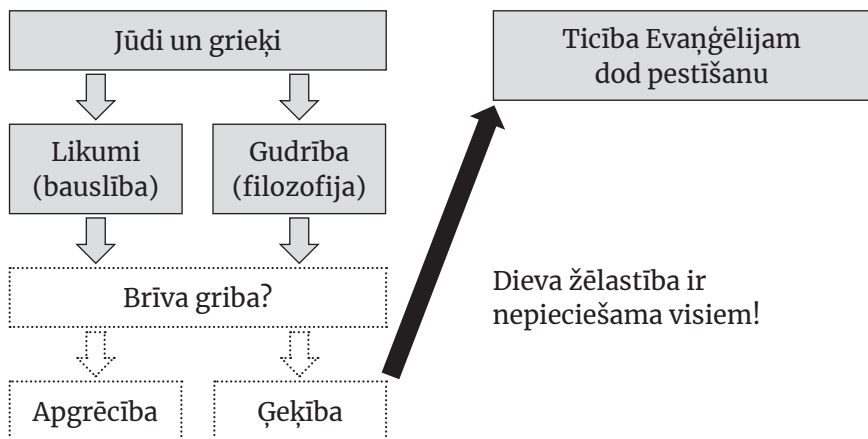 Jūdi un grieķi
Likumi
(bauslība)
Gudrība
(filozofija)
Brīva griba?
Apgrēcība
Ģeķība
Ticība Evaņģēlijam
dod pestīšanu
Dieva žēlastība ir
nepieciešama visiem!